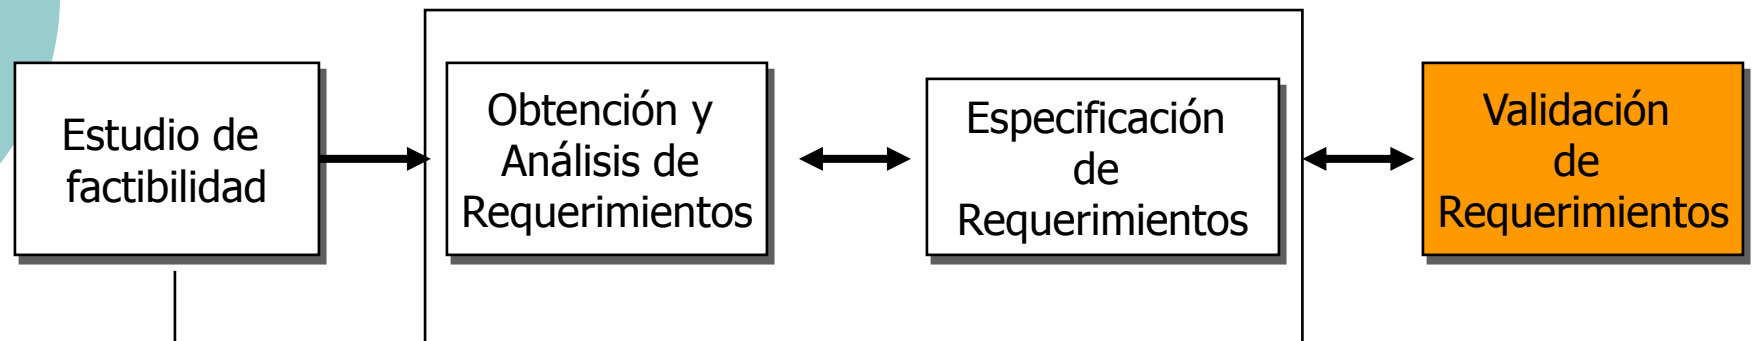 Estudio de
factibilidad
Obtención y
Análisis de
Requerimientos
Especificación
de
Requerimientos
Validación
de
Requerimientos